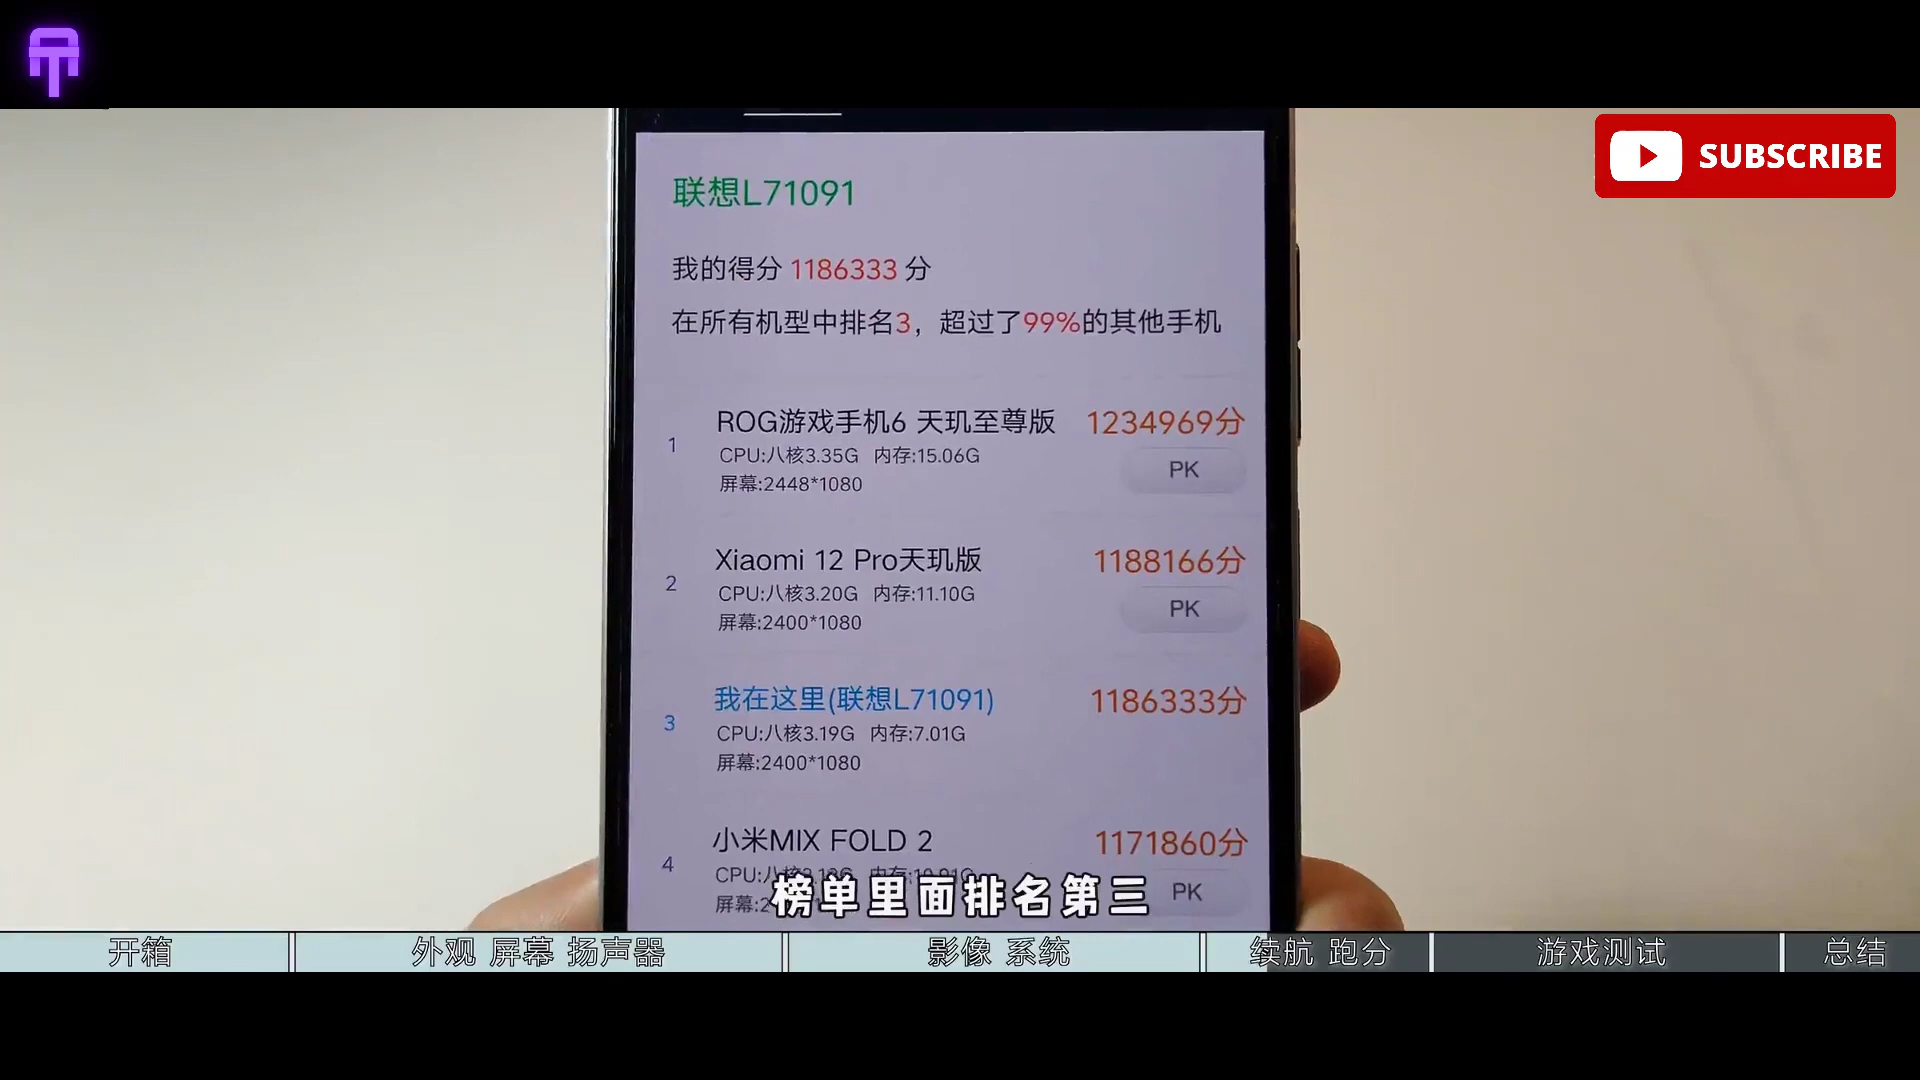 SUBSCRIBE
联想L71091
我的得分 1186333 分
在所有机型中排名3，超过了99%的其他手机
1
ROG游戏手机6 天玑至尊版
1234969分
CPU:八核3.35G 内存:15.06G
屏幕:2448*1080
PK
2
Xiaomi 12 Pro天玑版
1188166分
CPU:八核3.20G 内存:11.10G
屏幕:2400*1080
PK
3
我在这里(联想L71091)
1186333分
CPU:八核3.19G 内存:7.01G
屏幕:2400*1080
4
小米MIX FOLD 2
1171860分
CPU:八
屏幕:2
PK
榜单里面排名第三
开箱
外观 屏幕 扬声器
影像 系统
续航 跑分
游戏测试
总结